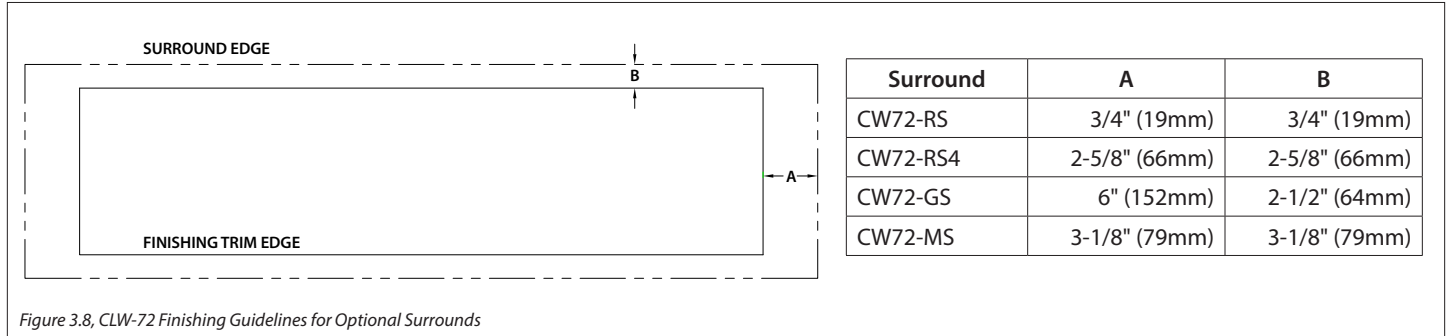 SURROUND EDGE
B
A
FINISHING TRIM EDGE
Surround A B
CW72-RS 3/4" (19mm) 3/4" (19mm)
CW72-RS4 2-5/8" (66mm) 2-5/8" (66mm)
CW72-GS 6" (152mm) 2-1/2" (64mm)
CW72-MS 3-1/8" (79mm) 3-1/8" (79mm)
Figure 3.8, CLW-72 Finishing Guidelines for Optional Surrounds